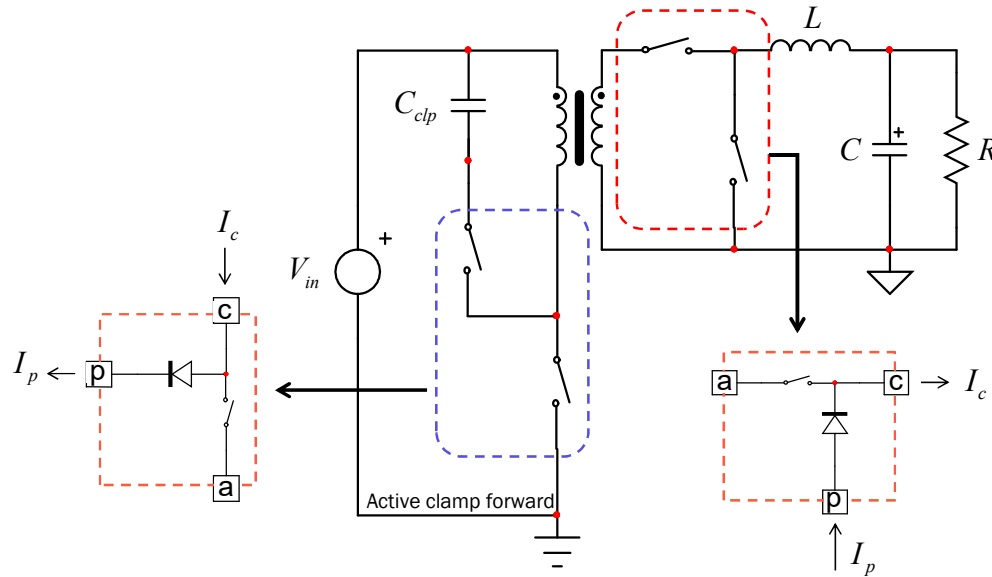 L
C_clp
C
+
R
I_c
V_in
+
c
I_p
p
a
a
c
I_c
Active clamp forward
p
I_p